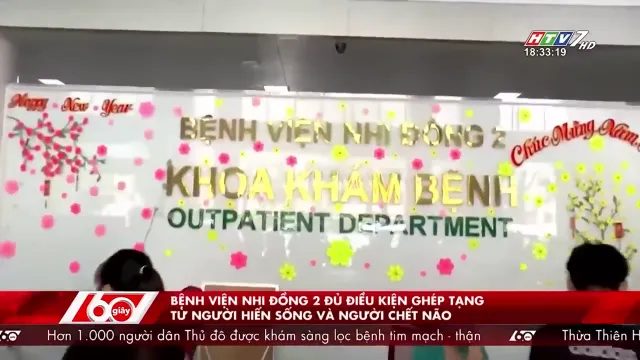 HTV7 HD
18:33:19
Happy - New - Year
Chúc Mừng Năm
BỆNH VIỆN NHI ĐỒNG 2
KHOA KHÁM BỆNH
OUTPATIENT DEPARTMENT
60 giây
BỆNH VIỆN NHI ĐỒNG 2 ĐỦ ĐIỀU KIỆN GHÉP TẠNG
TỪ NGƯỜI HIẾN SỐNG VÀ NGƯỜI CHẾT NÃO
60 Hơn 1.000 người dân Thủ đô được khám sàng lọc bệnh tim mạch - thận 60 Thừa Thiên H